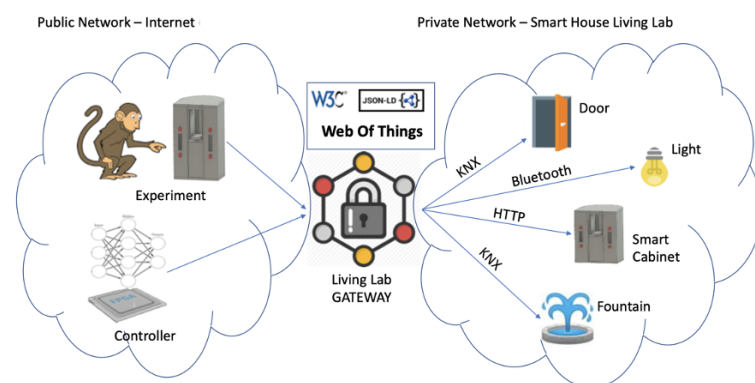 Public Network – Internet
Private Network – Smart House Living Lab
W3C®
JSON-LD
Web Of Things
Door
Light
KNX
Bluetooth
HTTP
KNX
Experiment
Smart
Cabinet
Living Lab
GATEWAY
FPGA
Controller
Fountain